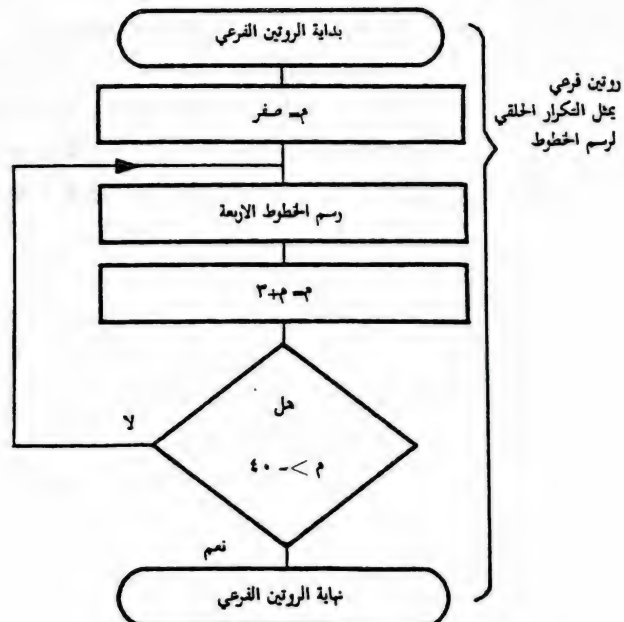 بداية الروتين الفرعي
م= صفر
رسم الخطوط الاربعة
م= م+٣
هل
م >- ٤٠
لا
نعم
نهاية الروتين الفرعي
روتين فرعي
يمثل التكرار الحلقي
لرسم الخطوط